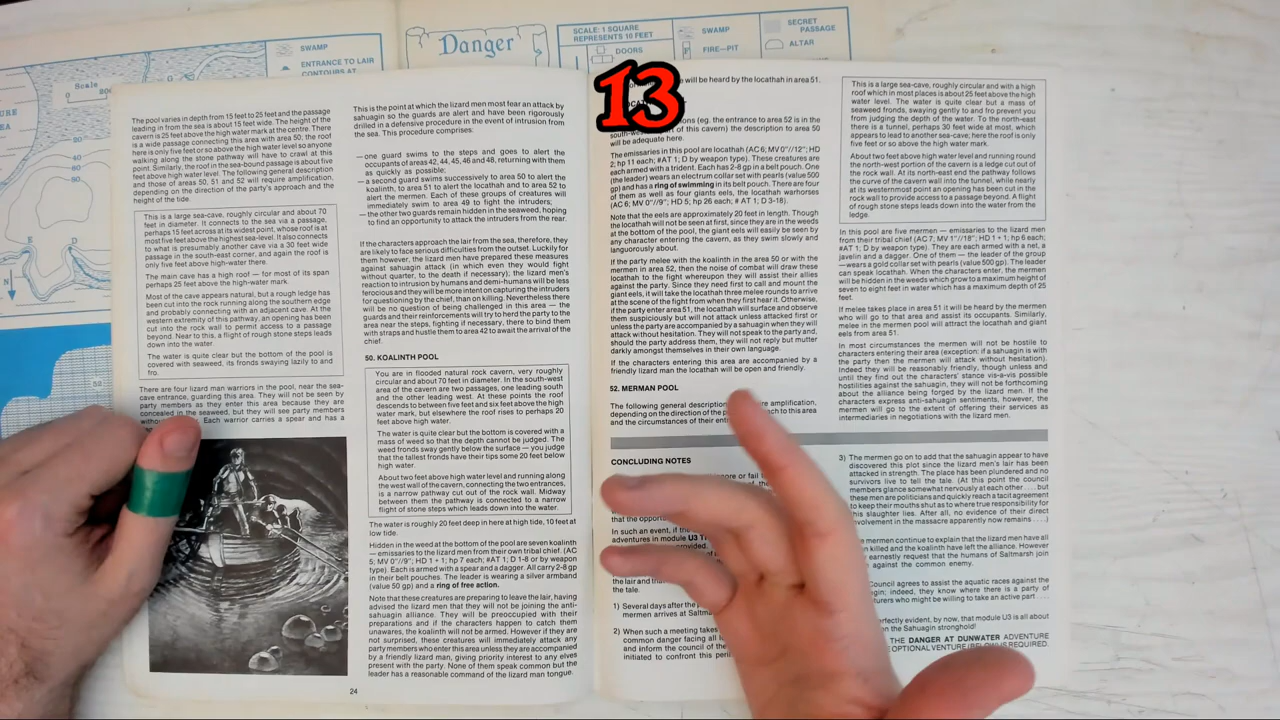 SWAMP
ENTRANCE TO LAIR
CONTOURS AT
Scale
80
80
60
40
20
50
E
D
N
Danger
SCALE: 1 SQUARE
REPRESENTS 10 FEET
DOORS
SWAMP
FIRE-PIT
SECRET
PASSAGE
ALTAR
13
The pool varies in depth from 15 feet to 25 feet and the passage
leading in from the sea is about 15 feet wide. The height of the
cavern is 25 feet above the high water mark at the centre. There
is a wide passage connecting this area with area 50, the roof
there is only five feet or so above high water level so anyone
walking along the stone pathway will have to crawl at this
point. Similarly, the roof in the sea-bound passage is about five
feet above high water level. The following general description
and those of areas 50, 51 and 52 will require amplification,
depending on the direction of the party's approach and the
height of the tide.
This is a large sea-cave, roughly circular and about 70
feet in diameter. It connects to the sea via a passage,
perhaps 15 feet across at its widest point, whose roof is at
most five feet above the highest sea-level. It also connects
to what is presumably another cave via a 30 feet wide
passage in the south-east corner, and again the roof is
only five feet above high-water there.
The main cave has a high roof — for most of its span
perhaps 25 feet above the high-water mark.
Most of the cave appears natural, but a rough ledge has
been cut into the rock running along the southern edge
and probably connecting with an adjacent cave. At the
western extremity of this pathway, an opening has been
cut into the rock wall to permit access to a passage
beyond. Near to this, a flight of rough stone steps leads
down into the water.
The water is quite clear but the bottom of the pool is
covered with seaweed, its fronds swaying lazily to and
fro.
There are four lizard man warriors in the pool, near the sea-
cave entrance, guarding this area. They will not be seen by
party members as they enter this area because they are
concealed in the seaweed, but they will see party members
Each warrior carries a spear and has a
This is the point at which the lizard men most fear an attack by
sahuagin so the guards are alert and have been rigorously
drilled in a defensive procedure in the event of intrusion from
the sea. This procedure comprises:
— one guard swims to the steps and goes to alert the
occupants of areas 42, 44, 45, 46 and 48, returning with them
as quickly as possible;
— a second guard swims successively to area 50 to alert the
koalinth, to area 51 to alert the locathah and to area 52 to
alert the mermen. Each of these groups of creatures will
immediately swim to area 49 to fight the intruders;
— the other two guards remain hidden in the seaweed, hoping
to find an opportunity to attack the intruders from the rear.
If the characters approach the lair from the sea, therefore, they
are likely to face serious difficulties from the outset. Luckily for
them however, the lizard men have prepared these measures
against sahuagin attack (in which even they would fight
without quarter, to the death if necessary); the lizard men's
reaction to intrusion by humans and demi-humans will be less
ferocious and they will be more intent on capturing the intruders
for questioning by the chief, than on killing. Nevertheless there
will be no question of being challenged in this area — the
guards and their reinforcements will try to herd the party to the
area near the steps, fighting if necessary, there to bind them
with straps and hustle them to area 42 to await the arrival of the
chief.
50. KOALINTH POOL
You are in flooded natural rock cavern, very roughly
circular and about 70 feet in diameter. In the south-west
area of the cavern are two passages, one leading south
and the other leading west. At these points the roof
descends to between five feet and six feet above the high
water mark, but elsewhere the roof rises to perhaps 20
feet above high water.
The water is quite clear but the bottom is covered with a
mass of weed so that the depth cannot be judged. The
weed fronds sway gently below the surface — you judge
that the tallest fronds have their tips some 20 feet below
high water.
About two feet above high water level and running along
the west wall of the cavern, connecting the two entrances,
is a narrow pathway cut out of the rock wall. Midway
between them the pathway is connected to a narrow
flight of stone steps which leads down into the water.
The water is roughly 20 feet deep in here at high tide, 10 feet at
low tide.
Hidden in the weed at the bottom of the pool are seven koalinth
— emissaries to the lizard men from their own tribal chief. (AC
5; MV 0"//9"; HD 1 + 1; hp 7 each; #AT 1; D 1-8 or by weapon
type). Each is armed with a spear and a dagger. All carry 2-8 gp
in their belt pouches. The leader is wearing a silver armband
(value 50 gp) and a ring of free action.
Note that these creatures are preparing to leave the lair, having
advised the lizard men that they will not be joining the anti-
sahuagin alliance. They will be preoccupied with their
preparations and if the characters happen to catch them
unawares, the koalinth will not be armed. However if they are
not surprised, these creatures will immediately attack any
party members who enter this area unless they are accompanied
by a friendly lizard man, giving priority interest to any elves
present with the party. None of them speak common but the
leader has a reasonable command of the lizard man tongue.
24
will be heard by the locathah in area 51.
(eg. the entrance to area 52 is in the
of this cavern) the description to area 50
will be adequate here.
The emissaries in this pool are locathah (AC 6; MV 0"//12"; HD
2; hp 11 each; #AT 1; D by weapon type). These creatures are
each armed with a trident. Each has 2-8 gp in a belt pouch. One
(the leader) wears an electrum collar set with pearls (value 500
gp) and has a ring of swimming in its belt pouch. There are four
of them as well as four giants eels, the locathah warhorses
(AC 6; MV 0"//9"; HD 5; hp 26 each; # AT 1; D 3-18).
Note that the eels are approximately 20 feet in length. Though
the locathah will not be seen at first, since they are in the weeds
at the bottom of the pool, the giant eels will easily be seen by
any character entering the cavern, as they swim slowly and
languorously about.
If the party melee with the koalinth in the area 50 or with the
mermen in area 52, then the noise of combat will draw these
locathah to the fight whereupon they will assist their allies
against the party. Since they need first to call and mount the
giant eels, it will take the locathah three melee rounds to arrive
at the scene of the fight from when they first hear it. Otherwise,
if the party enter area 51, the locathah will surface and observe
them suspiciously but will not attack unless attacked first or
unless the party are accompanied by a sahuagin when they will
attack without hesitation. They will not speak to the party and,
should the party address them, they will not reply but mutter
darkly amongst themselves in their own language.
If the characters entering this area are accompanied by a
friendly lizard man the locathah will be open and friendly.
52. MERMAN POOL
The following general description amplification,
depending on the direction of the to this area
and the circumstances of their
CONCLUDING NOTES
that the
In such an event, if the
adventures in module U3
the lair and
the tale.
1) Several days after the
mermen arrives at
2) When such a meeting takes
common danger facing all
and inform the council of the
initiated to confront this
This is a large sea-cave, roughly circular and with a high
roof which in most places is about 25 feet above the high
water level. The water is quite clear but a mass of
seaweed fronds, swaying gently to and fro prevent you
from judging the depth of the water. To the north-east
there is a tunnel, perhaps 30 feet wide at most, which
appears to lead to another sea-cave; here the roof is only
five feet or so above the high water mark.
About two feet above high water level and running round
the north-west portion of the cavern is a ledge cut out of
the rock wall. At its north-east end the pathway follows
the curve of the cavern wall into the tunnel, while nearly
at its westernmost point an opening has been cut in the
rock wall to provide access to a passage beyond. A flight
of rough stone steps leads down into the water from the
ledge.
In this pool are five mermen — emissaries to the lizard men
from their tribal chief (AC 7; MV 1"//18"; HD 1 + 1; hp 6 each;
#AT 1; D by weapon type). They are each armed with a net, a
javelin and a dagger. One of them — the leader of the group
— wears a gold collar set with pearls (value 500 gp). The leader
can speak locathah. When the characters enter, the mermen
will be hidden in the weeds which grow to a maximum height of
seven to eight feet in water which has a maximum depth of 25
feet.
If melee takes place in area 51 it will be heard by the mermen
who will go to that area and assist its occupants. Similarly,
melee in the mermen pool will attract the locathah and giant
eels from area 51.
In most circumstances the mermen will not be hostile to
characters entering their area (exception: if a sahuagin is with
the party then the mermen will attack without hesitation).
Indeed they will be reasonably friendly, though unless and
until they find out the characters' stance vis-a-vis possible
hostilities against the sahuagin, they will not be forthcoming
about the alliance being forged by the lizard men. If the
characters express anti-sahuagin sentiments, however, the
mermen will go to the extent of offering their services as
intermediaries in negotiations with the lizard men.
3) The mermen go on to add that the sahuagin appear to have
discovered this plot since the lizard men's lair has been
attacked in strength. The place has been plundered and no
survivors live to tell the tale. (At this point the council
members glance somewhat nervously at each other . . . . but
these men are politicians and quickly reach a tacit agreement
to keep their mouths shut as to where true responsibility for
this slaughter lies. After all, no evidence of their direct
involvement in the massacre apparently now remains . . . .)
mermen continue to explain that the lizard men have all
killed and the koalinth have left the alliance. However
earnestly request that the humans of Saltmarsh join
against the common enemy.
Council agrees to assist the aquatic races against the
indeed, they know where there is a party of
who might be willing to take an active part . . . .
evident, by now, that module U3 is all about
the Sahuagin stronghold!
THE DANGER AT DUNWATER ADVENTURE
OPTIONAL VENTURE IS REQUIRED.